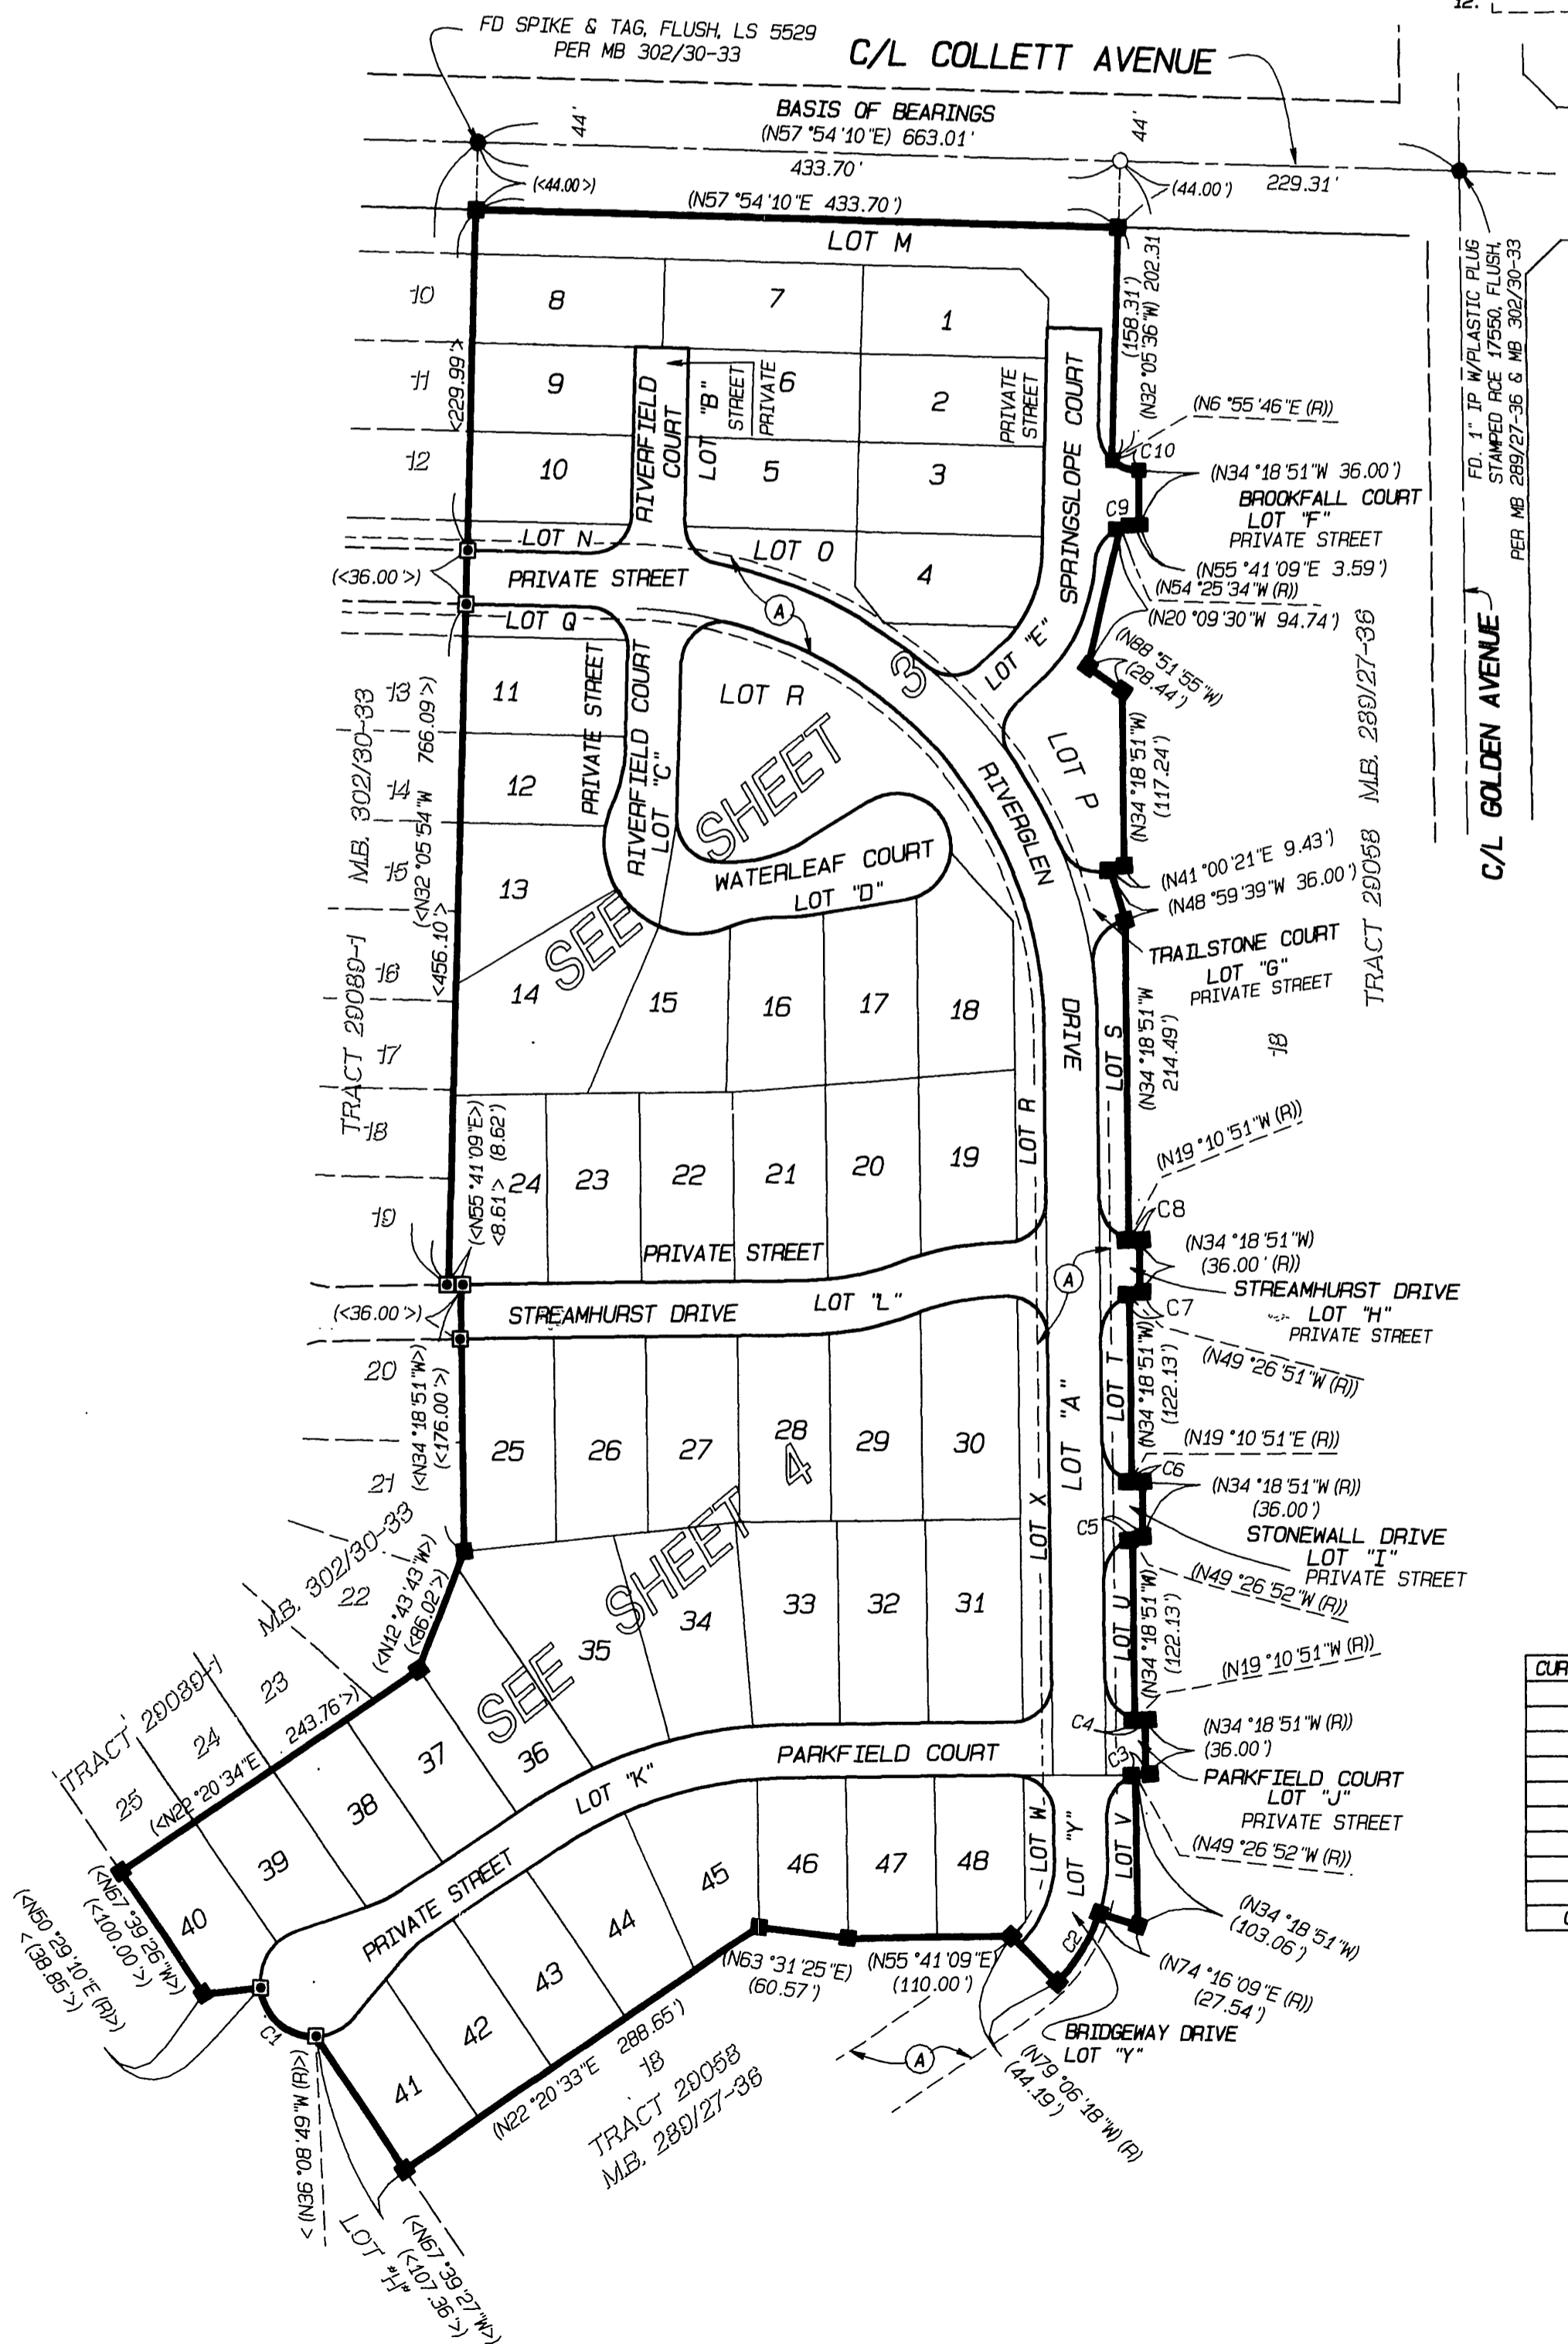 12.
FD SPIKE & TAG, FLUSH, LS 5529
PER MB 302/30-33
C/L COLLETT AVENUE
BASIS OF BEARINGS
(N57°54'10"E) 663.01'
44'
44'
433.70'
229.31'
(<44.00>)
(44.00')
(N57°54'10"E 433.70')
LOT M
(N32°05'36"W) 202.31'
(158.31')
FD. 1" IP W/PLASTIC PLUG
STAMPED RCE 17550, FLUSH,
PER MB 289/27-36 & MB 302/30-33
C/L GOLDEN AVENUE
10
11
12
<229.99'>
8
7
1
9
6
2
10
5
3
4
RIVERFIELD
COURT
LOT "B"
STREET
PRIVATE
PRIVATE
STREET
SPRINGSLOPE COURT
LOT "E"
(N6°55'46"E (R))
C10
(N34°18'51"W 36.00')
C9
BROOKFALL COURT
LOT "F"
PRIVATE STREET
(N55°41'09"E 3.59')
(N54°25'34"W (R))
(N20°09'30"W 94.74')
LOT N
LOT O
(<36.00'>)
PRIVATE STREET
A
LOT Q
3
(N88°51'55"W)
(28.44')
M.B. 302/30-33
TRACT 29089-1
13
14
15
16
17
18
19
(<N32°05'54"W 766.09'>)
<456.10'>
11
12
13
PRIVATE STREET
RIVERFIELD COURT
LOT "C"
LOT R
SEE SHEET
WATERLEAF COURT
LOT "D"
RIVERGLEN
DRIVE
LOT P
(N34°18'51"W)
(117.24')
TRACT 29058 M.B. 289/27-36
(N41°00'21"E 9.43')
(N48°59'39"W 36.00')
TRAILSTONE COURT
LOT "G"
PRIVATE STREET
18
14
15
16
17
18
LOT S
(N34°18'51"W
214.49')
LOT R
(<N55°41'09"E>)
<8.61'> (8.62')
24
23
22
21
20
19
(N19°10'51"W (R))
C8
(N34°18'51"W)
(36.00' (R))
STREAMHURST DRIVE
LOT "H"
PRIVATE STREET
C7
(N49°26'51"W (R))
PRIVATE STREET
A
LOT "L"
STREAMHURST DRIVE
(<36.00'>)
20
21
(<N34°18'51"W>)
(<176.00'>)
25
26
27
28
29
30
4
LOT T
(N34°18'51"W)
(122.13')
(N19°10'51"E (R))
C6
(N34°18'51"W (R))
(36.00')
LOT "A"
LOT X
C5
STONEWALL DRIVE
LOT "I"
PRIVATE STREET
(N49°26'52"W (R))
M.B. 302/30-33
22
(<N12°43'43"W>)
(<86.02'>)
SEE SHEET
35
34
33
32
31
LOT U
(N34°18'51"W)
(122.13')
(N19°10'51"W (R))
CUR
TRACT 29089-1
23
24
25
243.76'>)
(<N22°20'34"E
37
36
38
39
40
C4
(N34°18'51"W (R))
(36.00')
C3
PARKFIELD COURT
LOT "K"
PARKFIELD COURT
LOT "J"
PRIVATE STREET
(N49°26'52"W (R))
PRIVATE STREET
45
46
47
48
LOT W
LOT "Y"
LOT V
(<N67°39'26"W>)
(<100.00'>)
(<N50°29'10"E (R)>)
<(38.85'>)
44
43
42
41
C1
(N63°31'25"E)
(60.57')
(N55°41'09"E)
(110.00')
C2
(N34°18'51"W)
(103.06')
(N74°16'09"E (R))
(27.54')
BRIDGEWAY DRIVE
LOT "Y"
(N79°06'18"W) (R)
(44.19')
A
(N22°20'33"E 288.65')
18
TRACT 29058
M.B. 289/27-36
<(N36°08'49"W (R)>)
LOT "H"
(<N67°39'27"W>)
(<107.36'>)